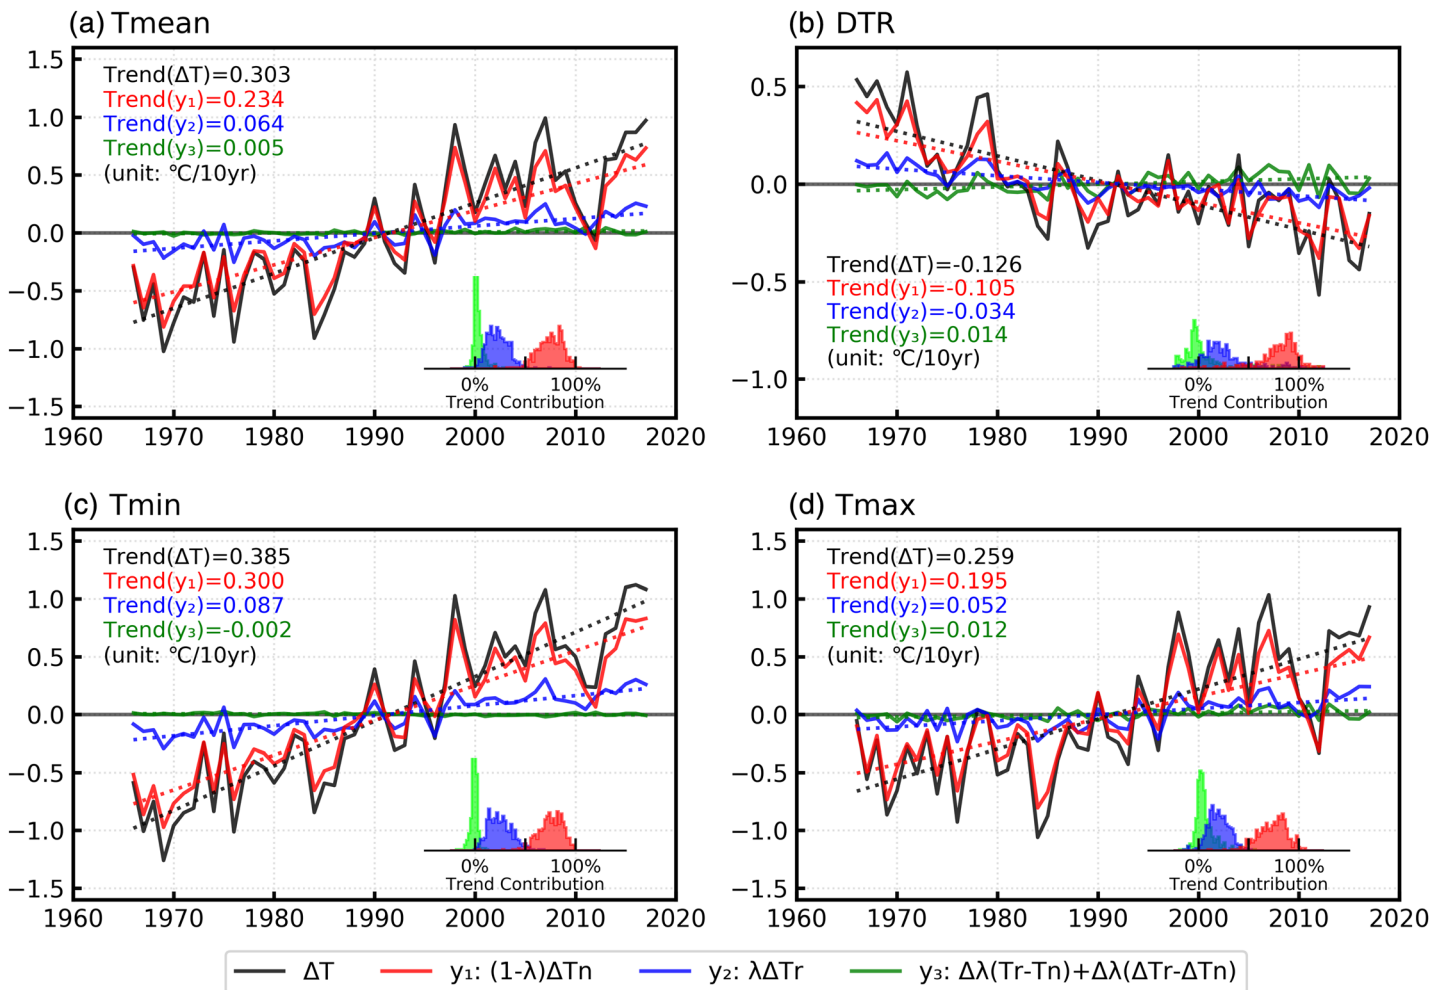 (a) Tmean
1.5
1.0
0.5
0.0
−0.5
−1.0
−1.5
Trend(ΔT)=0.303
Trend(y₁)=0.234
Trend(y₂)=0.064
Trend(y₃)=0.005
(unit: ℃/10yr)
0% 100%
Trend Contribution
1960 1970 1980 1990 2000 2010 2020
(b) DTR
0.5
0.0
−0.5
−1.0
Trend(ΔT)=-0.126
Trend(y₁)=-0.105
Trend(y₂)=-0.034
Trend(y₃)=0.014
(unit: ℃/10yr)
0% 100%
Trend Contribution
1960 1970 1980 1990 2000 2010 2020
(c) Tmin
1.5
1.0
0.5
0.0
−0.5
−1.0
−1.5
Trend(ΔT)=0.385
Trend(y₁)=0.300
Trend(y₂)=0.087
Trend(y₃)=-0.002
(unit: ℃/10yr)
0% 100%
Trend Contribution
1960 1970 1980 1990 2000 2010 2020
(d) Tmax
1.5
1.0
0.5
0.0
−0.5
−1.0
−1.5
Trend(ΔT)=0.259
Trend(y₁)=0.195
Trend(y₂)=0.052
Trend(y₃)=0.012
(unit: ℃/10yr)
0% 100%
Trend Contribution
1960 1970 1980 1990 2000 2010 2020
ΔT y₁: (1-λ)ΔTn y₂: λΔTr y₃: Δλ(Tr-Tn)+Δλ(ΔTr-ΔTn)